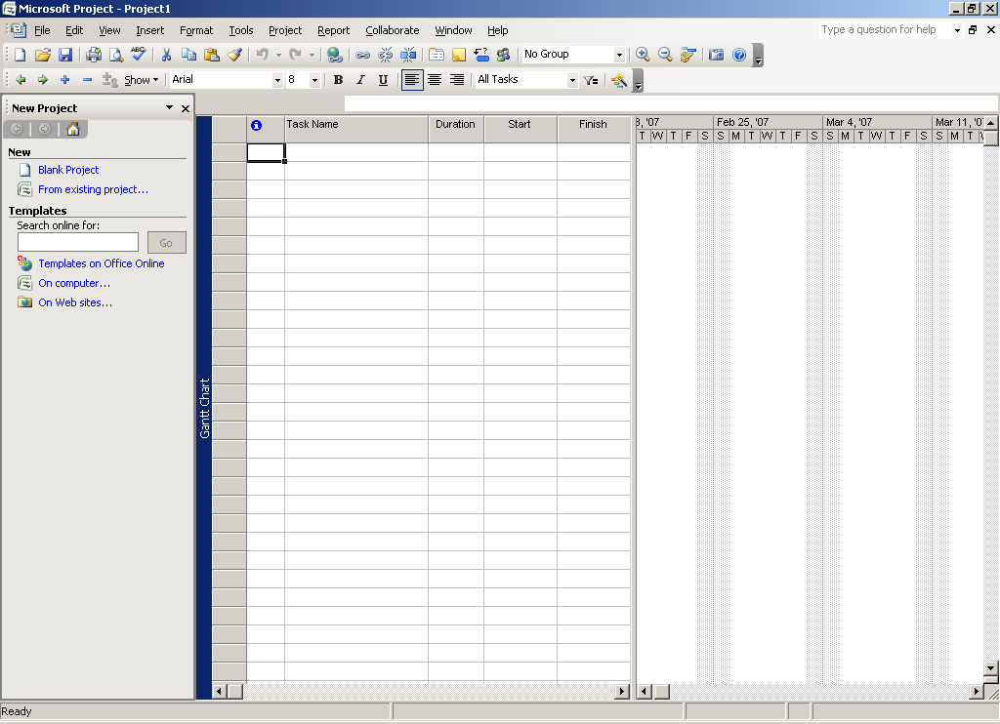 Microsoft Project - Project1
File Edit View Insert Format Tools Project Report Collaborate Window Help
Type a question for help
ABC
No Group
Show
Arial
8
B I U
All Tasks
Y=
New Project
New
Blank Project
From existing project...
Templates
Search online for:
Go
Templates on Office Online
On computer...
On Web sites...
Gantt Chart
Task Name Duration Start Finish
8, '07 Feb 25, '07 Mar 4, '07 Mar 11, '07
T W T F S S M T W T F S S M T W T F S S M T
Ready